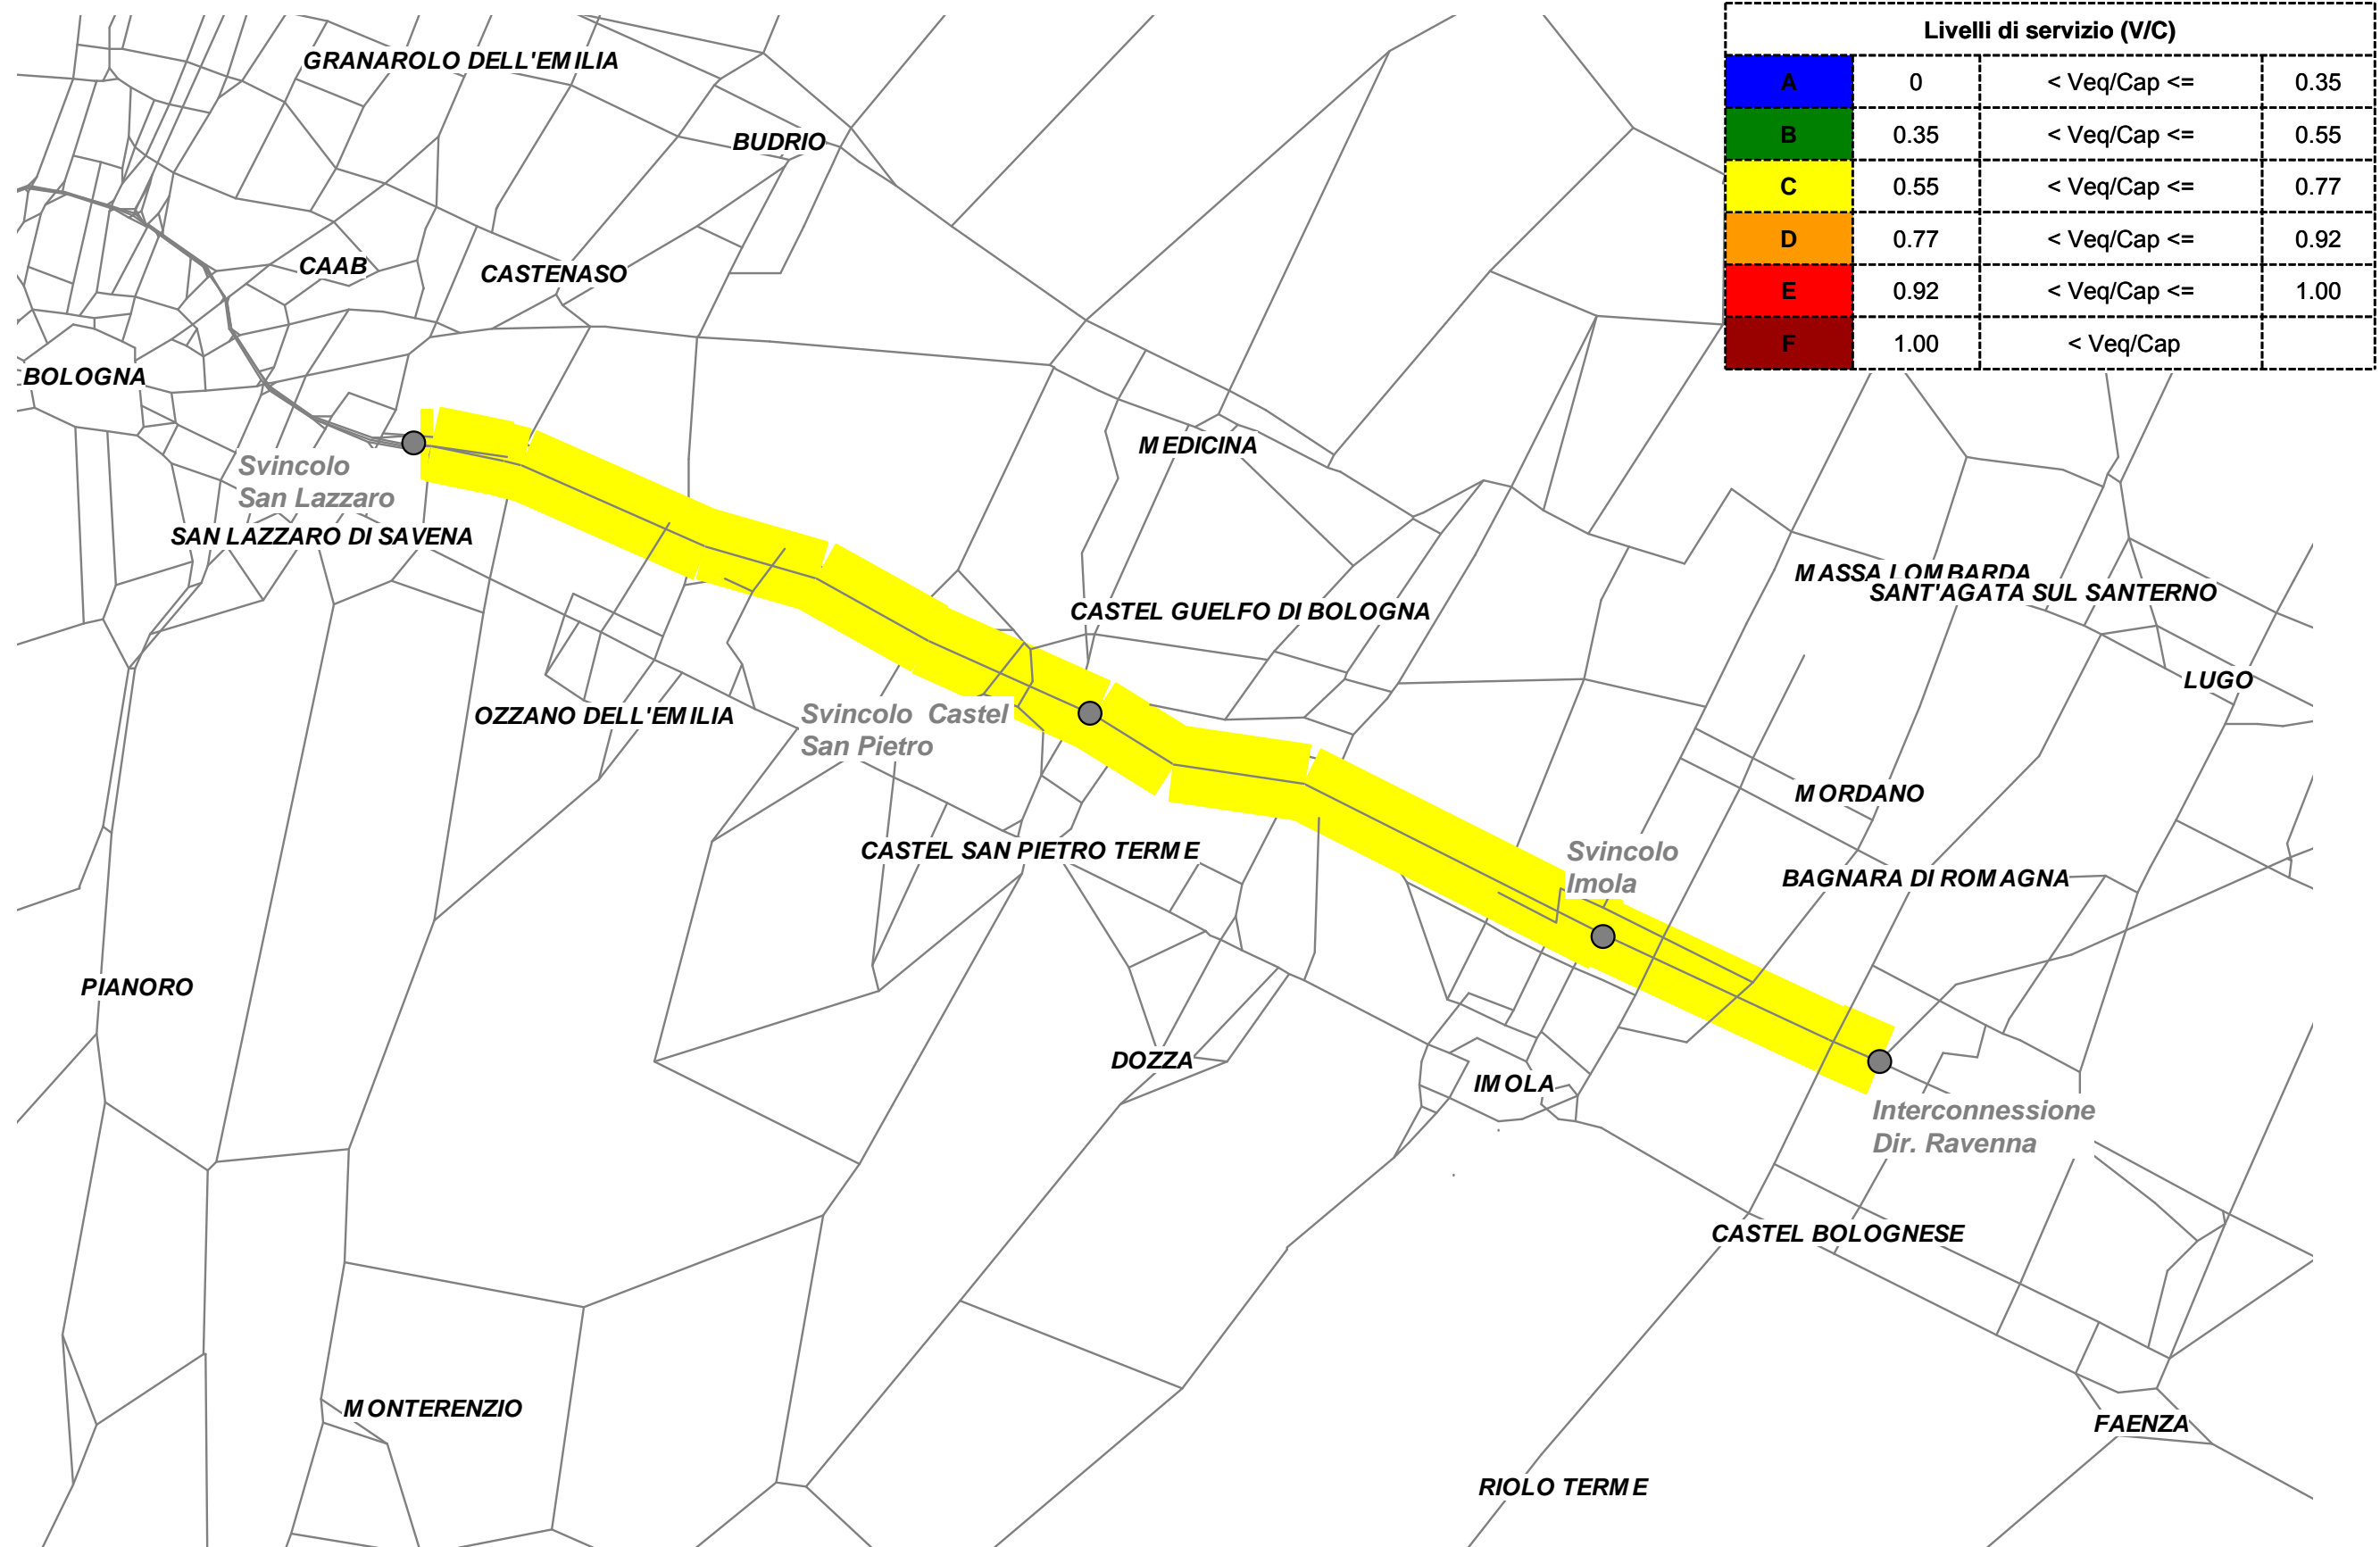 Livelli di servizio (V/C)
A 0 < Veq/Cap <= 0.35
B 0.35 < Veq/Cap <= 0.55
C 0.55 < Veq/Cap <= 0.77
D 0.77 < Veq/Cap <= 0.92
E 0.92 < Veq/Cap <= 1.00
F 1.00 < Veq/Cap
GRANAROLO DELL'EMILIA
BUDRIO
CAAB
CASTENASO
BOLOGNA
MEDICINA
Svincolo
San Lazzaro
SAN LAZZARO DI SAVENA
MASSA LOMBARDA
SANT'AGATA SUL SANTERNO
CASTEL GUELFO DI BOLOGNA
LUGO
OZZANO DELL'EMILIA
Svincolo Castel
San Pietro
MORDANO
CASTEL SAN PIETRO TERME
Svincolo
Imola
BAGNARA DI ROMAGNA
PIANORO
DOZZA
IMOLA
Interconnessione
Dir. Ravenna
CASTEL BOLOGNESE
MONTERENZIO
FAENZA
RIOLO TERME